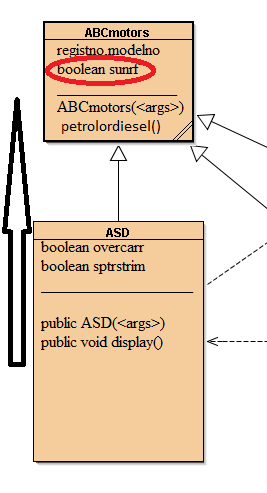 ABCmotors
registno,modelno
boolean sunrf
ABCmotors(<args>)
petrolordiesel()
ASD
boolean overcarr
boolean sptrstrim
public ASD(<args>)
public void display()